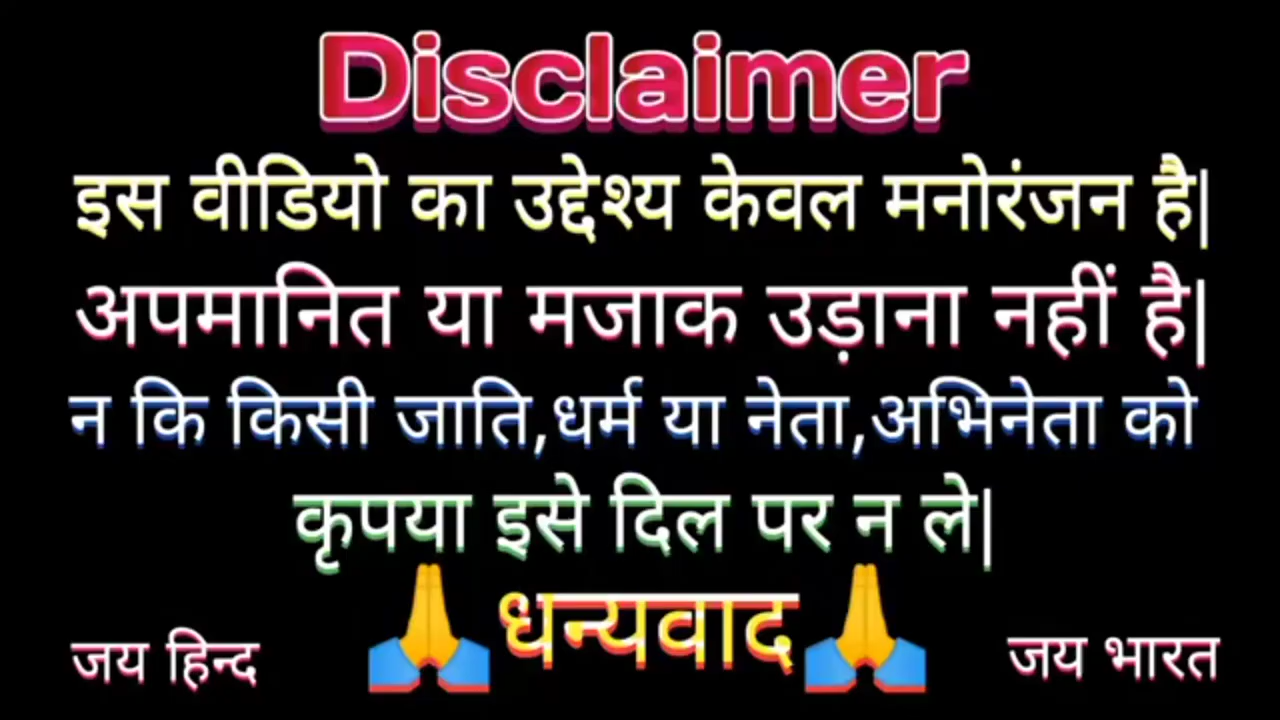 Disclaimer
इस वीडियो का उद्देश्य केवल मनोरंजन है|
अपमानित या मजाक उड़ाना नहीं है|
न कि किसी जाति,धर्म या नेता,अभिनेता को
कृपया इसे दिल पर न ले|
🙏धन्यवाद🙏
जय हिन्द
जय भारत